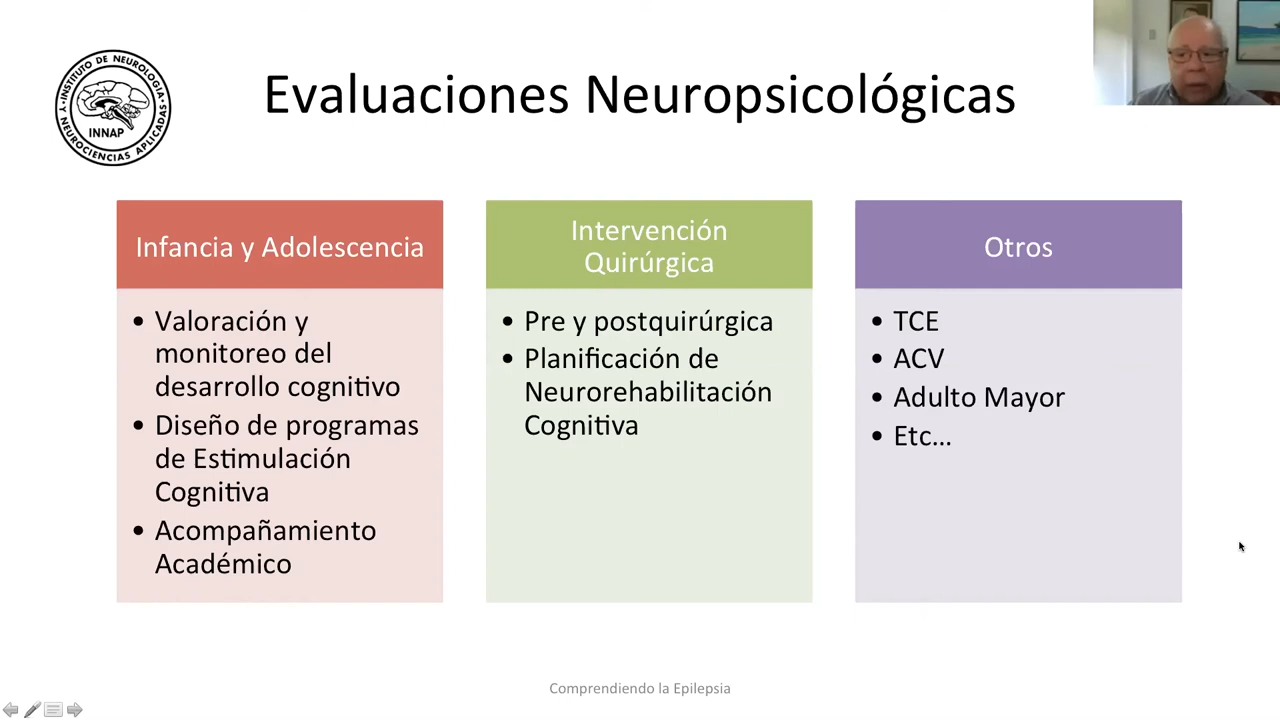 INSTITUTO DE NEUROLOGÍA Y NEUROCIENCIAS APLICADAS
INNAP
Evaluaciones Neuropsicológicas
Infancia y Adolescencia
• Valoración y
monitoreo del
desarrollo cognitivo
• Diseño de programas
de Estimulación
Cognitiva
• Acompañamiento
Académico
Intervención
Quirúrgica
• Pre y postquirúrgica
• Planificación de
Neurorehabilitación
Cognitiva
Otros
• TCE
• ACV
• Adulto Mayor
• Etc...
Comprendiendo la Epilepsia